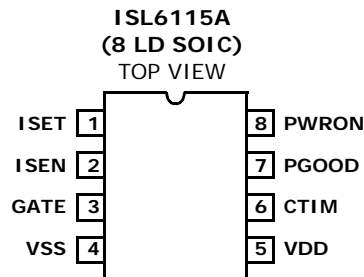 ISL6115A
(8 LD SOIC)
TOP VIEW
ISET 1 8 PWRON
ISEN 2 7 PGOOD
GATE 3 6 CTIM
VSS 4 5 VDD